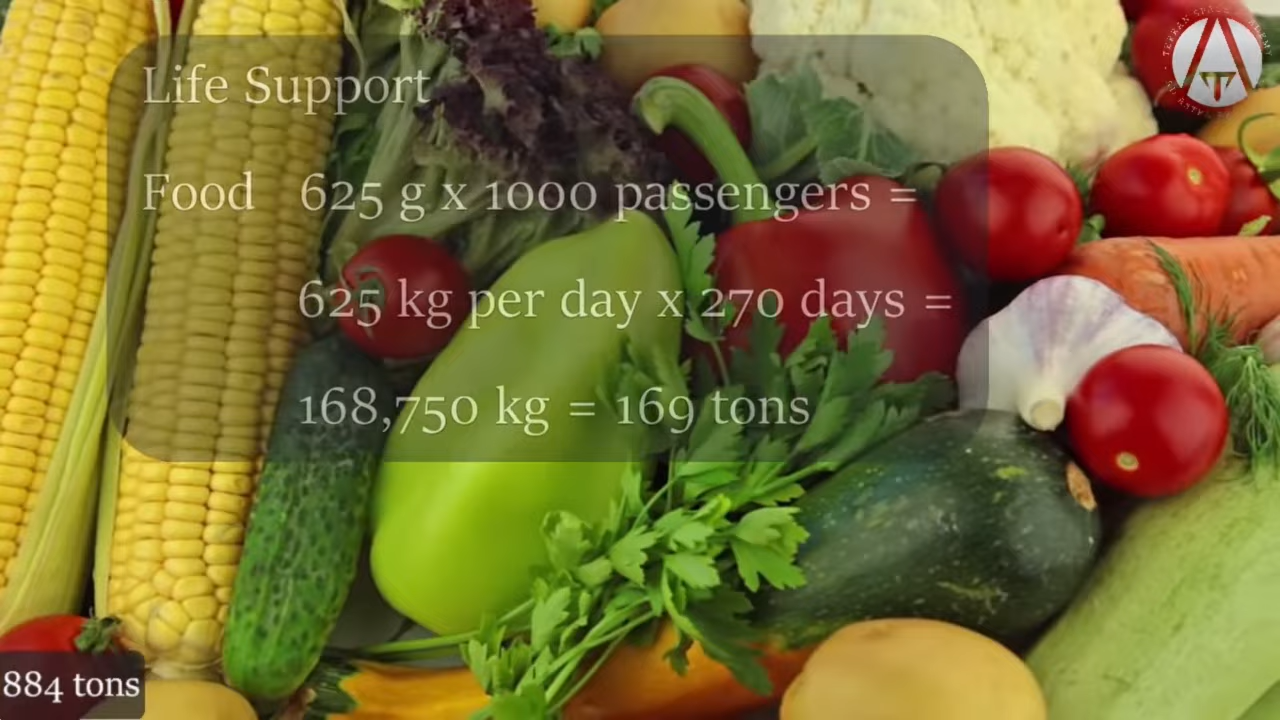 Life Support
Food 625 g x 1000 passengers =
625 kg per day x 270 days =
168,750 kg = 169 tons
884 tons